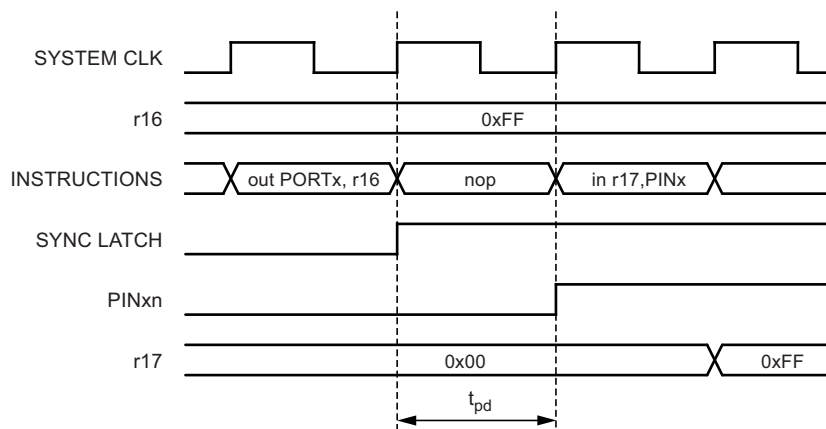 SYSTEM CLK
r16
0xFF
INSTRUCTIONS
out PORTx, r16
nop
in r17,PINx
SYNC LATCH
PINxn
r17
0x00
0xFF
tpd